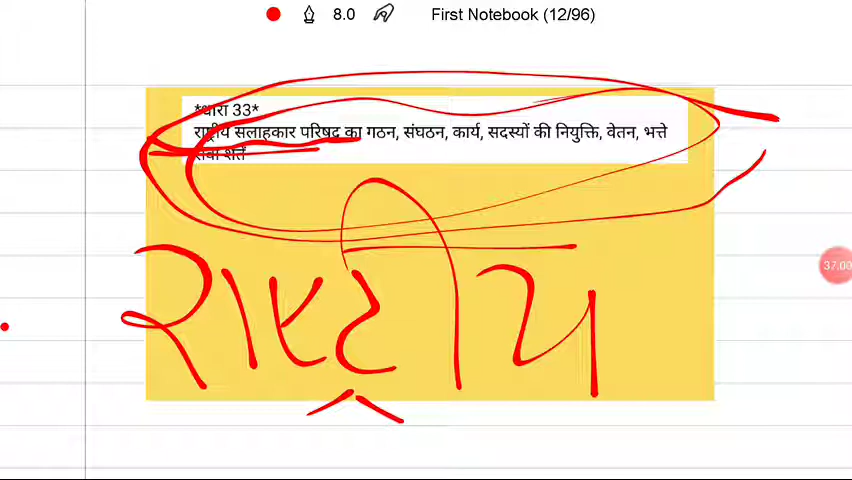 8.0 First Notebook (12/96)
*धारा 33*
राष्ट्रीय सलाहकार परिषद का गठन, संघठन, कार्य, सदस्यों की नियुक्ति, वेतन, भत्ते
सेवा शर्ते
37:00
राष्ट्रीय